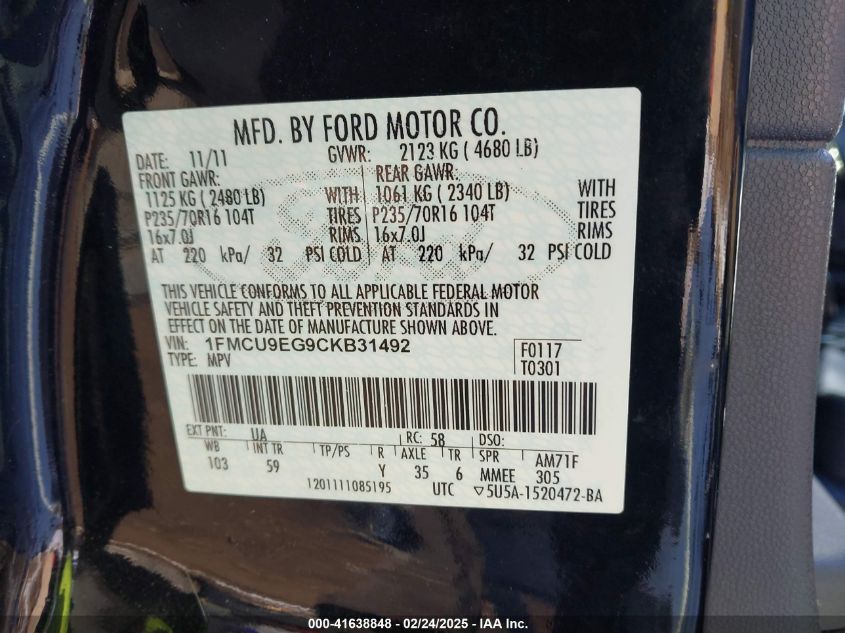 MFD. BY FORD MOTOR CO.
DATE: 11/11 GVWR: 2123 KG ( 4680 LB)
FRONT GAWR: REAR GAWR:
1125 KG ( 2480 LB) WITH 1061 KG ( 2340 LB) WITH
P235/70R16 104T TIRES P235/70R16 104T TIRES
16x7.0J RIMS 16x7.0J RIMS
AT 220 kPa/ 32 PSI COLD AT 220 kPa/ 32 PSI COLD
THIS VEHICLE CONFORMS TO ALL APPLICABLE FEDERAL MOTOR
VEHICLE SAFETY AND THEFT PREVENTION STANDARDS IN
EFFECT ON THE DATE OF MANUFACTURE SHOWN ABOVE.
VIN: 1FMCU9EG9CKB31492 F0117
TYPE: MPV T0301
EXT PNT: UA RC: 58 DSO:
WB INT TR TP/PS R AXLE TR SPR AM71F
103 59 Y 35 6 MMEE 305
1201111085195 UTC ▽5U5A-1520472-BA
000-41638848 - 02/24/2025 - IAA Inc.